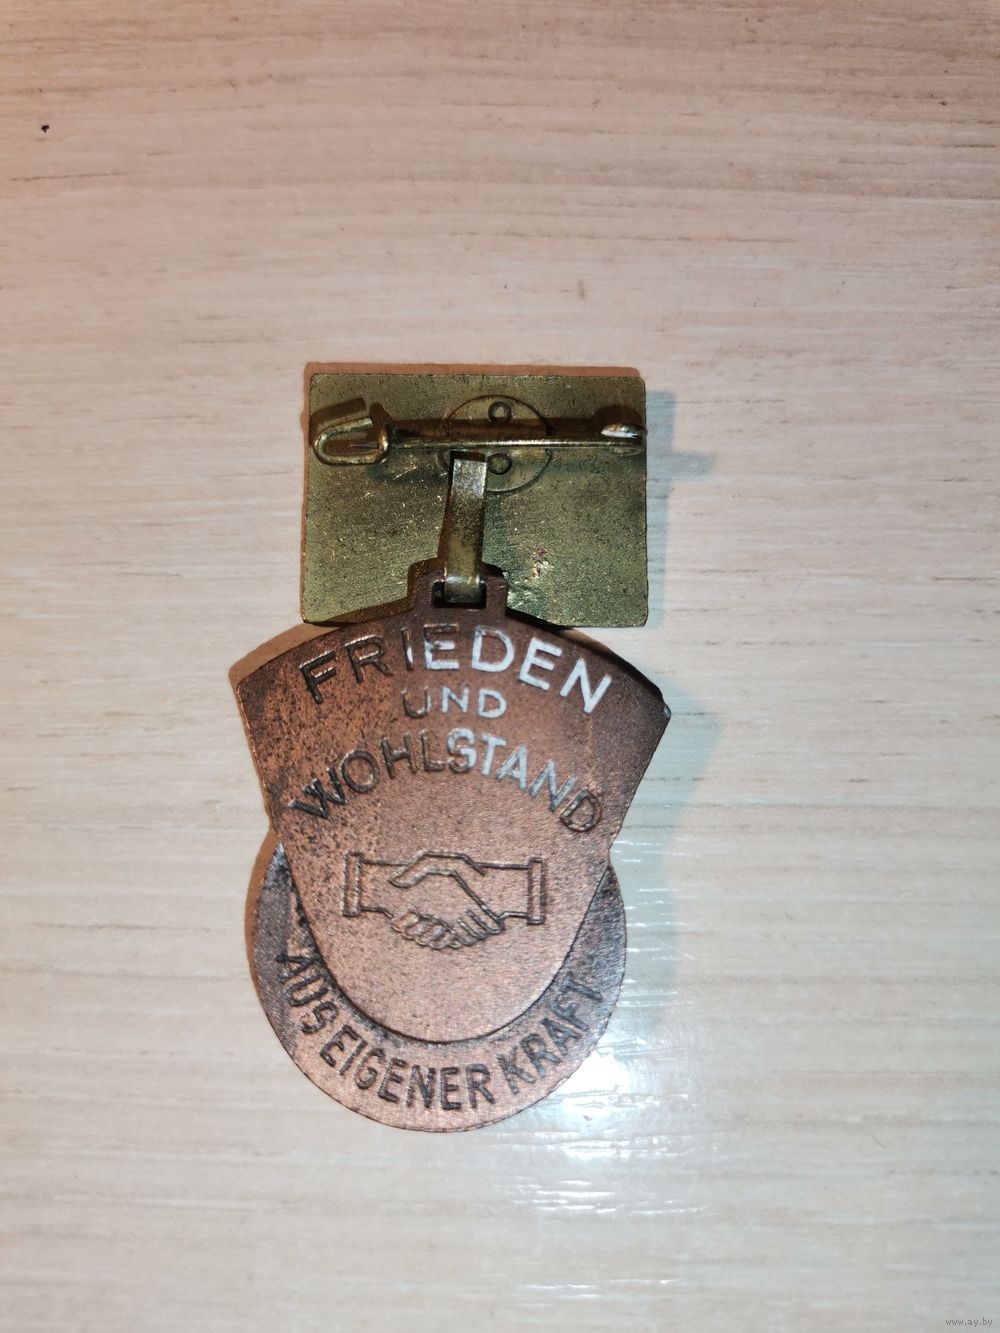 FRIEDEN
UND
WOHLSTAND
AUS EIGENER KRAFT
www.ay.by